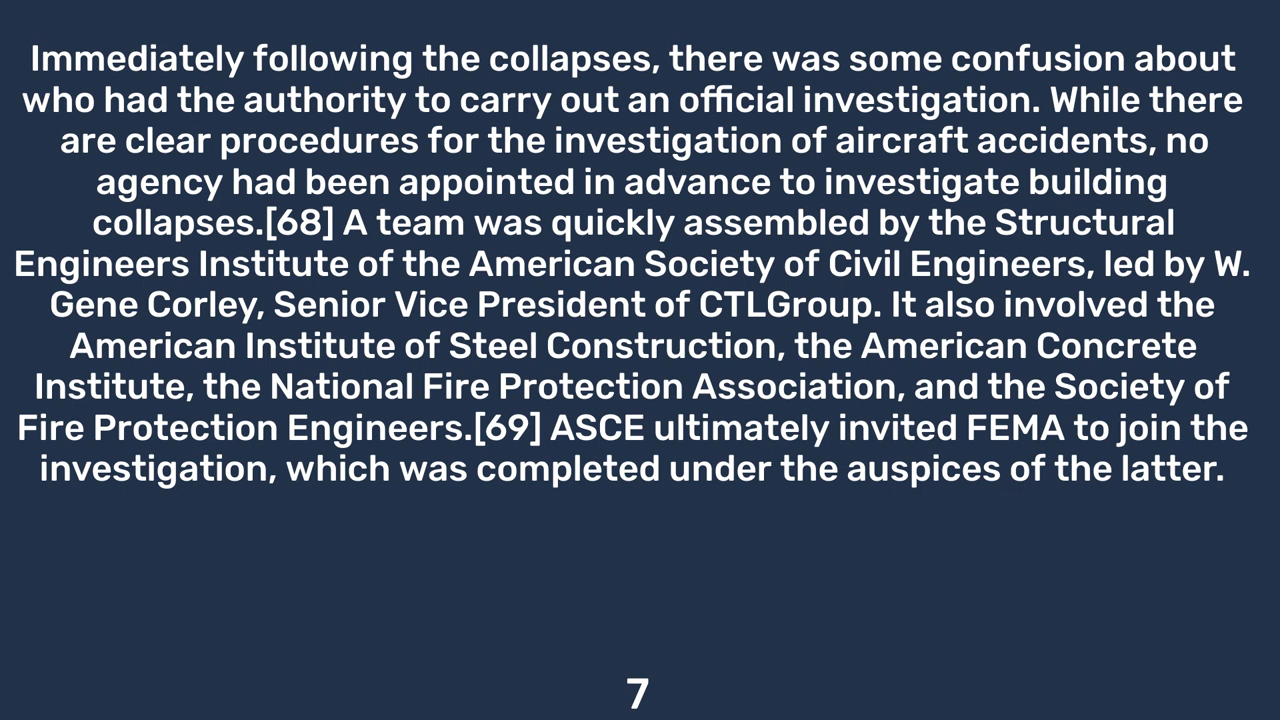 Immediately following the collapses, there was some confusion about
who had the authority to carry out an official investigation. While there
are clear procedures for the investigation of aircraft accidents, no
agency had been appointed in advance to investigate building
collapses.[68] A team was quickly assembled by the Structural
Engineers Institute of the American Society of Civil Engineers, led by W.
Gene Corley, Senior Vice President of CTLGroup. It also involved the
American Institute of Steel Construction, the American Concrete
Institute, the National Fire Protection Association, and the Society of
Fire Protection Engineers.[69] ASCE ultimately invited FEMA to join the
investigation, which was completed under the auspices of the latter.
7